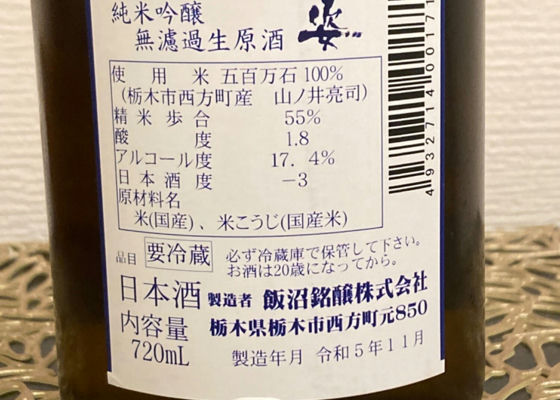 純米吟醸
無濾過生原酒
姿
使用米 五百万石100%
(栃木市西方町産 山ノ井亮司)
精米歩合 55%
酸度 1.8
アルコール度 17.4%
日本酒度 -3
原材料名
米(国産)、米こうじ(国産米)
品目 要冷蔵 必ず冷蔵庫で保管して下さい。
お酒は20歳になってから。
日本酒 製造者 飯沼銘醸株式会社
内容量 栃木県栃木市西方町元850
720mL 製造年月 令和5年11月
493271400171